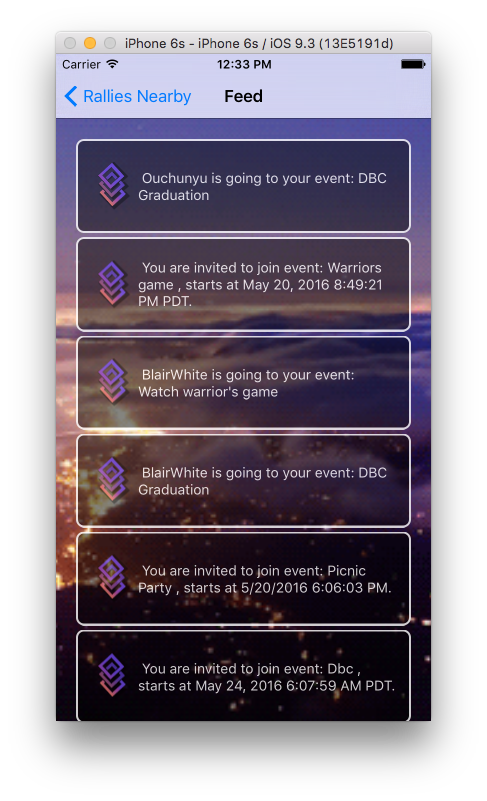 iPhone 6s - iPhone 6s / iOS 9.3 (13E5191d)
Carrier 12:33 PM
Rallies Nearby Feed
Ouchunyu is going to your event: DBC
Graduation
You are invited to join event: Warriors
game , starts at May 20, 2016 8:49:21
PM PDT.
BlairWhite is going to your event:
Watch warrior's game
BlairWhite is going to your event: DBC
Graduation
You are invited to join event: Picnic
Party , starts at 5/20/2016 6:06:03 PM.
You are invited to join event: Dbc ,
starts at May 24, 2016 6:07:59 AM PDT.